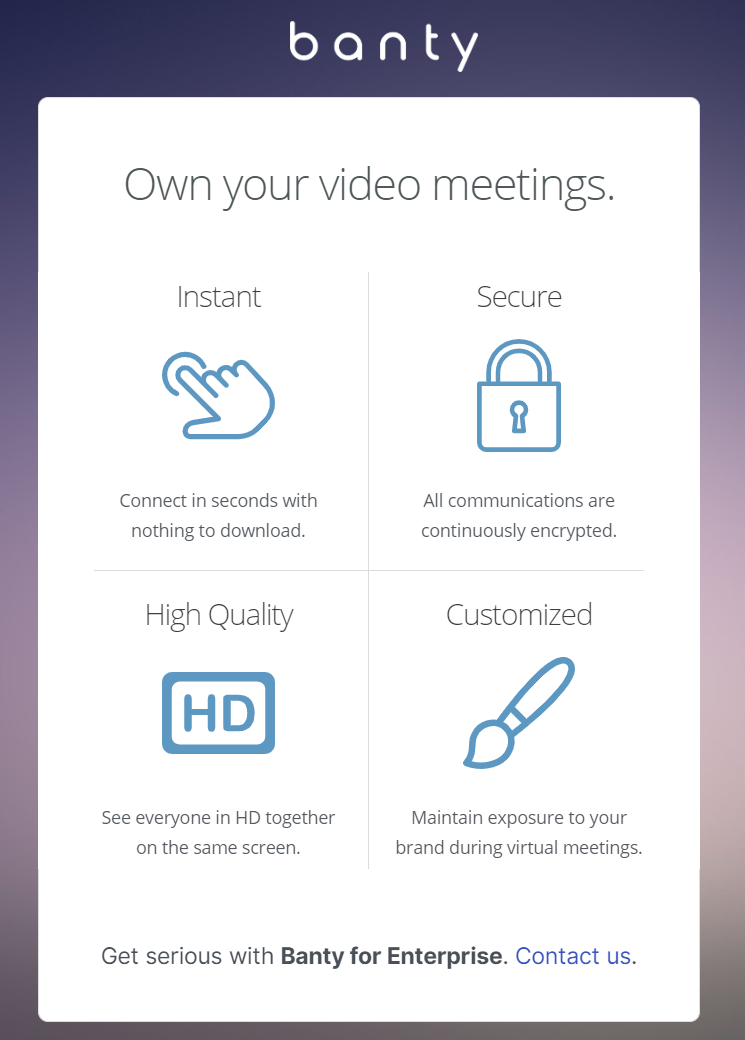 banty
Own your video meetings.
Instant
Connect in seconds with
nothing to download.
Secure
All communications are
continuously encrypted.
High Quality
HD
See everyone in HD together
on the same screen.
Customized
Maintain exposure to your
brand during virtual meetings.
Get serious with Banty for Enterprise. Contact us.